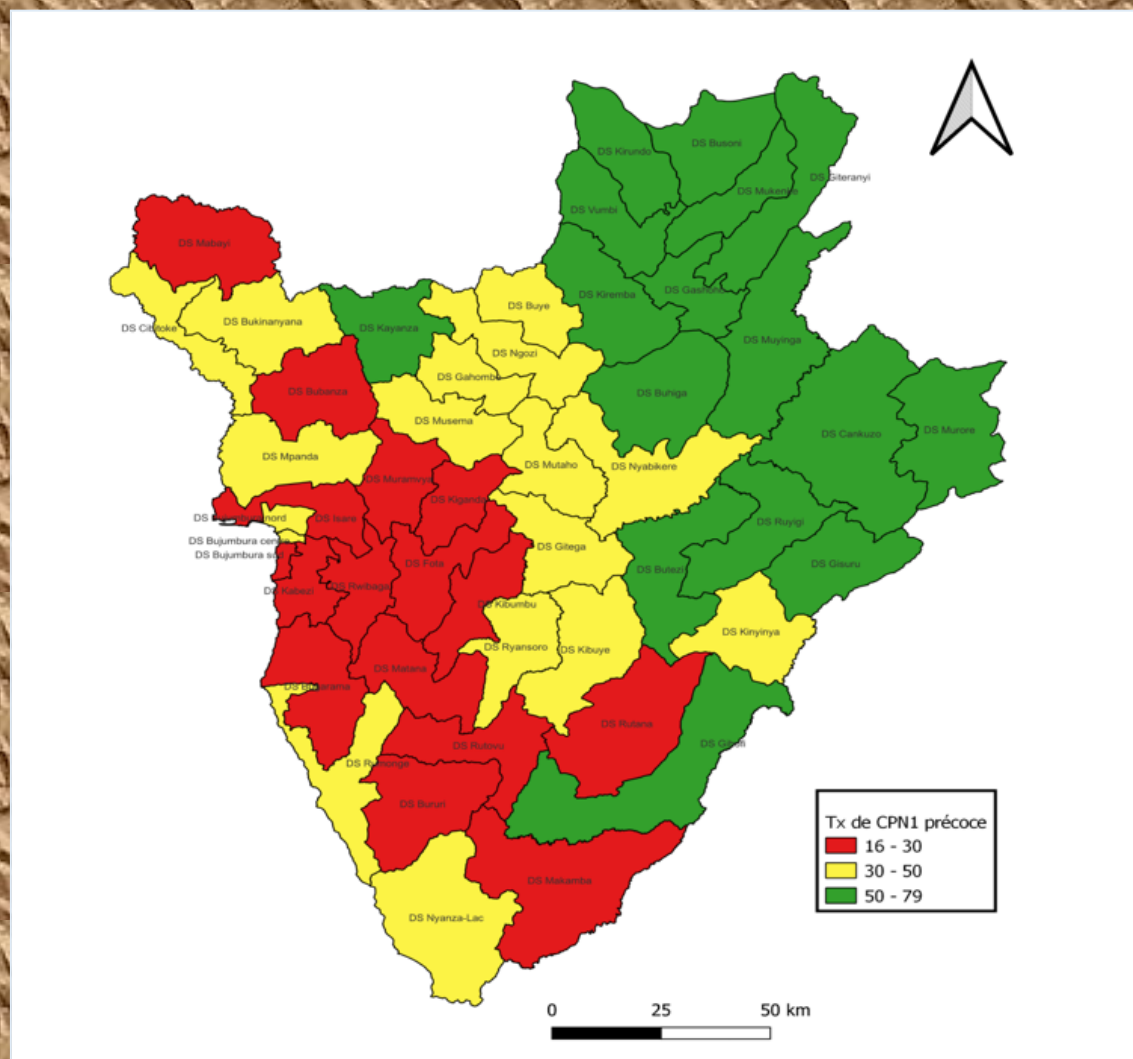 DS Kirundo
DS Busoni
DS Giteranyi
DS Mukenke
DS Vumbi
DS Mabayi
DS Kiremba
DS Gashoho
DS Buye
DS Cibitoke
DS Bukinanyana
DS Kayanza
DS Muyinga
DS Ngozi
DS Gahombo
DS Bubanza
DS Buhiga
DS Musema
DS Cankuzo
DS Murore
DS Mpanda
DS Mutaho
DS Nyabikere
DS Muramvya
DS Kiganda
DS Bujumbura nord
DS Isare
DS Ruyigi
DS Bujumbura centre
DS Gitega
DS Bujumbura sud
DS Fota
DS Butezi
DS Gisuru
DS Kabezi
DS Rwibaga
DS Kibumbu
DS Kinyinya
DS Ryansoro
DS Kibuye
DS Matana
DS Rutana
DS Rutovu
DS Gihofi
DS Rumonge
DS Bururi
DS Makamba
DS Nyanza-Lac
Tx de CPN1 précoce
16 - 30
30 - 50
50 - 79
0 25 50 km